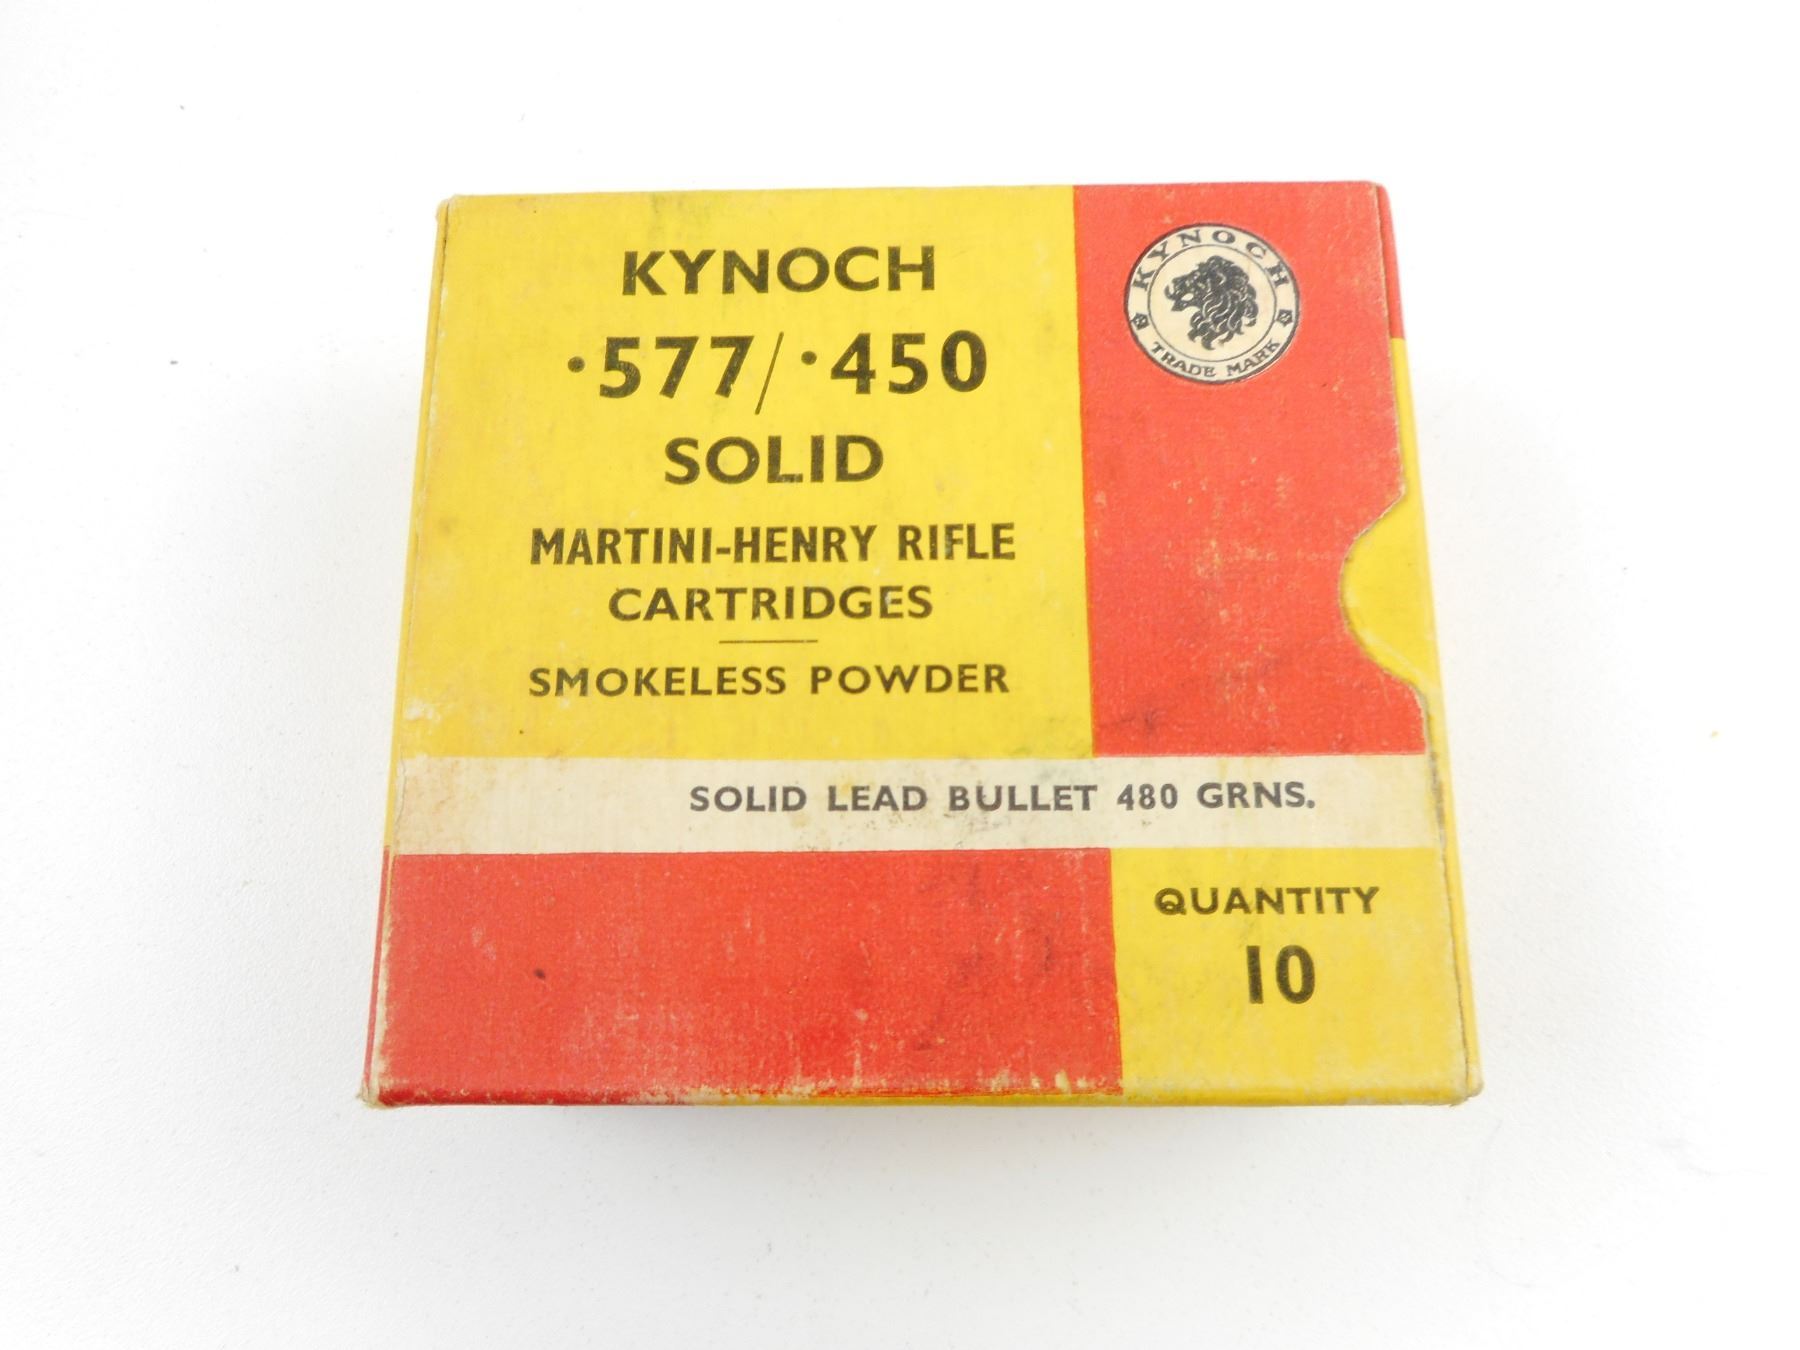 KYNOCH
·577/·450
SOLID
MARTINI-HENRY RIFLE
CARTRIDGES
SMOKELESS POWDER
KYNOCH
TRADE MARK
SOLID LEAD BULLET 480 GRNS.
QUANTITY
10